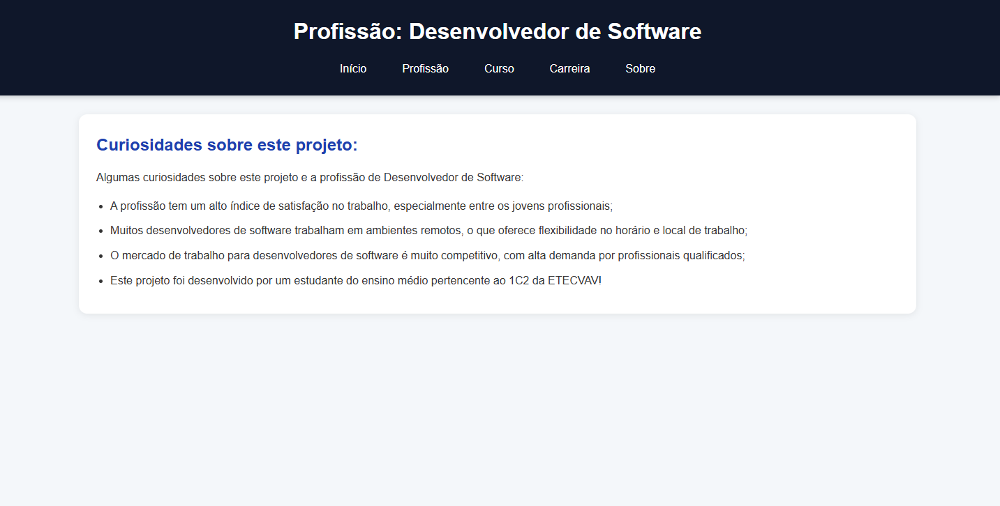 Profissão: Desenvolvedor de Software
Início Profissão Curso Carreira Sobre
Curiosidades sobre este projeto:
Algumas curiosidades sobre este projeto e a profissão de Desenvolvedor de Software:
• A profissão tem um alto índice de satisfação no trabalho, especialmente entre os jovens profissionais;
• Muitos desenvolvedores de software trabalham em ambientes remotos, o que oferece flexibilidade no horário e local de trabalho;
• O mercado de trabalho para desenvolvedores de software é muito competitivo, com alta demanda por profissionais qualificados;
• Este projeto foi desenvolvido por um estudante do ensino médio pertencente ao 1C2 da ETECVAV!